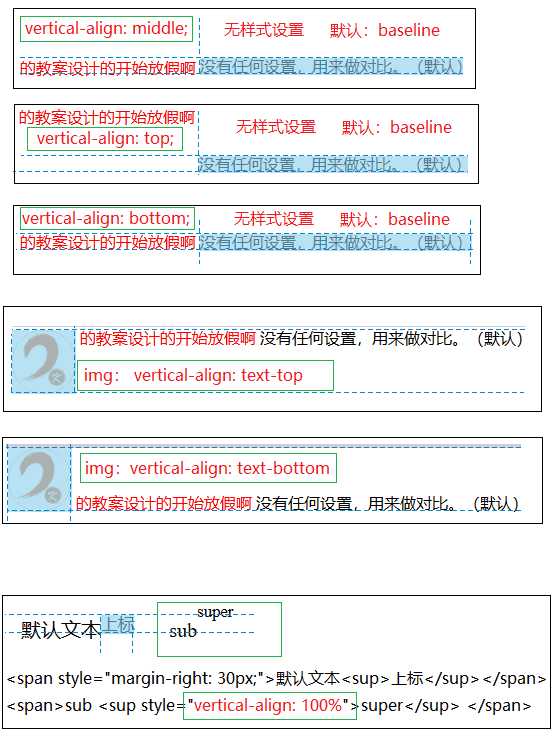 vertical-align: middle; 无样式设置 默认：baseline
的教案设计的开始放假啊 没有任何设置，用来做对比。（默认）
的教案设计的开始放假啊
vertical-align: top; 无样式设置 默认：baseline
没有任何设置，用来做对比。（默认）
vertical-align: bottom; 无样式设置 默认：baseline
的教案设计的开始放假啊 没有任何设置，用来做对比。（默认）
的教案设计的开始放假啊 没有任何设置，用来做对比。（默认）
img： vertical-align: text-top
文
img：vertical-align: text-bottom
文
的教案设计的开始放假啊 没有任何设置，用来做对比。（默认）
默认文本上标 sub super
<span style="margin-right: 30px;">默认文本<sup>上标</sup></span>
<span>sub <sup style="vertical-align: 100%">super</sup> </span>